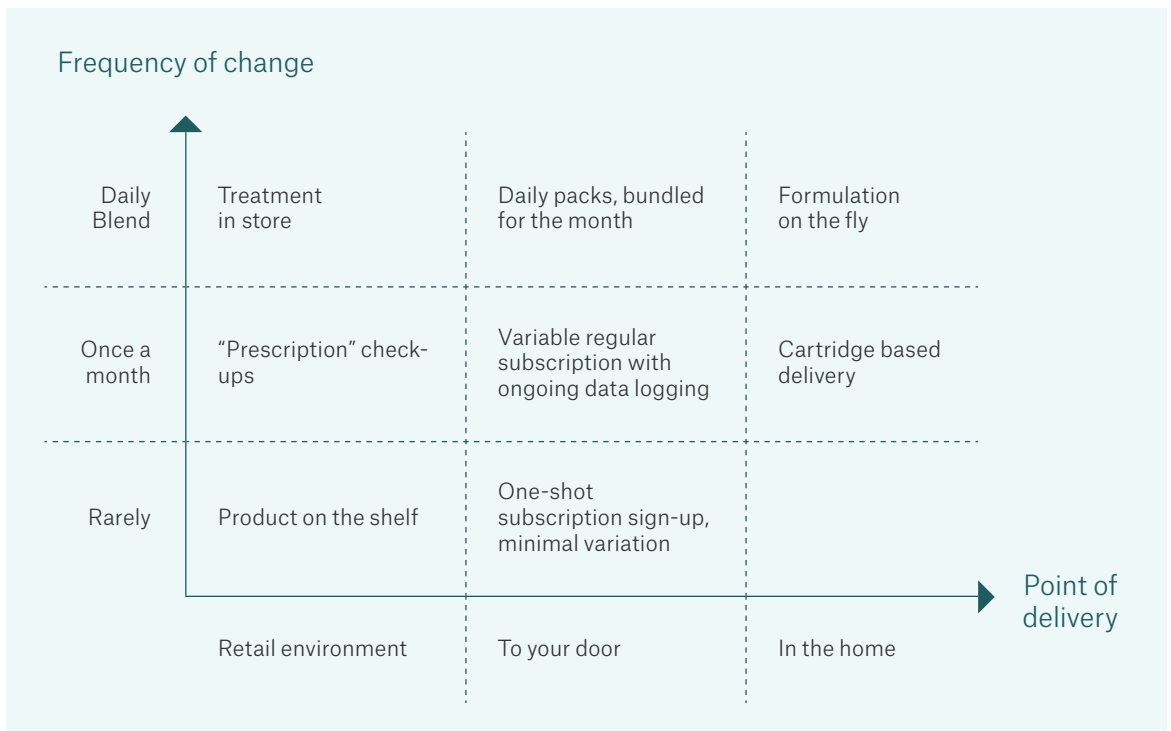 Frequency of change
Daily
Blend
Treatment
in store
Daily packs, bundled
for the month
Formulation
on the fly
Once a
month
“Prescription” check-
ups
Variable regular
subscription with
ongoing data logging
Cartridge based
delivery
Rarely
Product on the shelf
One-shot
subscription sign-up,
minimal variation
Point of
delivery
Retail environment
To your door
In the home